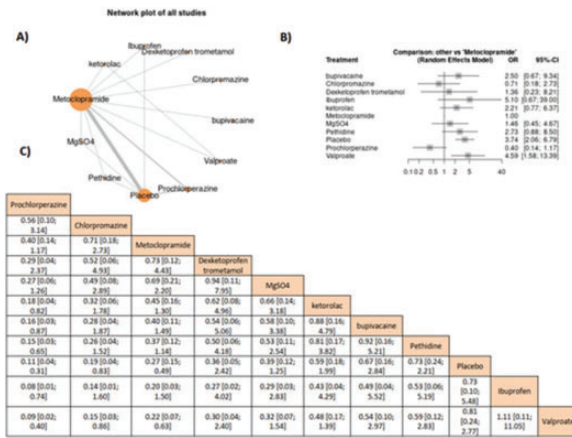 Network plot of all studies
A)
Ibuprofen
Dexketoprofen trometamol
ketorolac
Chlorpromazine
Metoclopramide
bupivacaine
MgSO4
Valproate
Pethidine
Prochlorperazine
Placebo
B)
Comparison: other vs 'Metoclopramide'
Treatment (Random Effects Model) OR 95%-CI
bupivacaine 2.50 [0.67; 9.34]
Chlorpromazine 0.71 [0.18; 2.73]
Dexketoprofen trometamol 1.36 [0.23; 8.21]
Ibuprofen 5.10 [0.67; 39.00]
ketorolac 2.21 [0.77; 6.37]
Metoclopramide 1.00
MgSO4 1.46 [0.45; 4.67]
Pethidine 2.73 [0.88; 8.50]
Placebo 3.74 [2.06; 6.79]
Prochlorperazine 0.40 [0.14; 1.17]
Valproate 4.59 [1.58; 13.39]
0.1 0.2 0.5 1 2 5 40
C)
Prochlorperazine
0.56 [0.10; 3.14] Chlorpromazine
0.40 [0.14; 1.17] 0.71 [0.18; 2.73] Metoclopramide
0.29 [0.04; 2.37] 0.52 [0.06; 4.93] 0.73 [0.12; 4.43] Dexketoprofen trometamol
0.27 [0.06; 1.26] 0.49 [0.08; 2.89] 0.69 [0.21; 2.20] 0.94 [0.11; 7.95] MgSO4
0.18 [0.04; 0.82] 0.32 [0.06; 1.78] 0.45 [0.16; 1.30] 0.62 [0.08; 4.96] 0.66 [0.14; 3.18] ketorolac
0.16 [0.03; 0.87] 0.28 [0.04; 1.87] 0.40 [0.11; 1.49] 0.54 [0.06; 5.06] 0.58 [0.10; 3.38] 0.88 [0.16; 4.79] bupivacaine
0.15 [0.03; 0.65] 0.26 [0.04; 1.52] 0.37 [0.12; 1.14] 0.50 [0.06; 4.18] 0.53 [0.11; 2.54] 0.81 [0.17; 3.82] 0.92 [0.16; 5.21] Pethidine
0.11 [0.04; 0.31] 0.19 [0.04; 0.83] 0.27 [0.15; 0.49] 0.36 [0.05; 2.42] 0.39 [0.12; 1.25] 0.59 [0.18; 1.99] 0.67 [0.16; 2.84] 0.73 [0.24; 2.21] Placebo
0.08 [0.01; 0.74] 0.14 [0.01; 1.60] 0.20 [0.03; 1.50] 0.27 [0.02; 4.02] 0.29 [0.03; 2.83] 0.43 [0.04; 4.29] 0.49 [0.04; 5.52] 0.53 [0.06; 5.19] 0.73 [0.10; 5.48] Ibuprofen
0.09 [0.02; 0.40] 0.15 [0.03; 0.86] 0.22 [0.07; 0.63] 0.30 [0.04; 2.40] 0.32 [0.07; 1.54] 0.48 [0.17; 1.39] 0.54 [0.10; 2.97] 0.59 [0.12; 2.83] 0.81 [0.24; 2.77] 1.11 [0.11; 11.05] Valproate